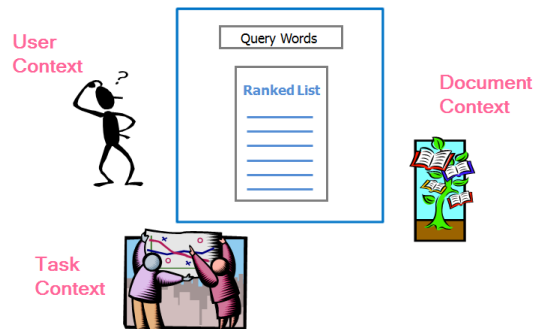 User
Context
Query Words
Ranked List
Document
Context
?
Task
Context